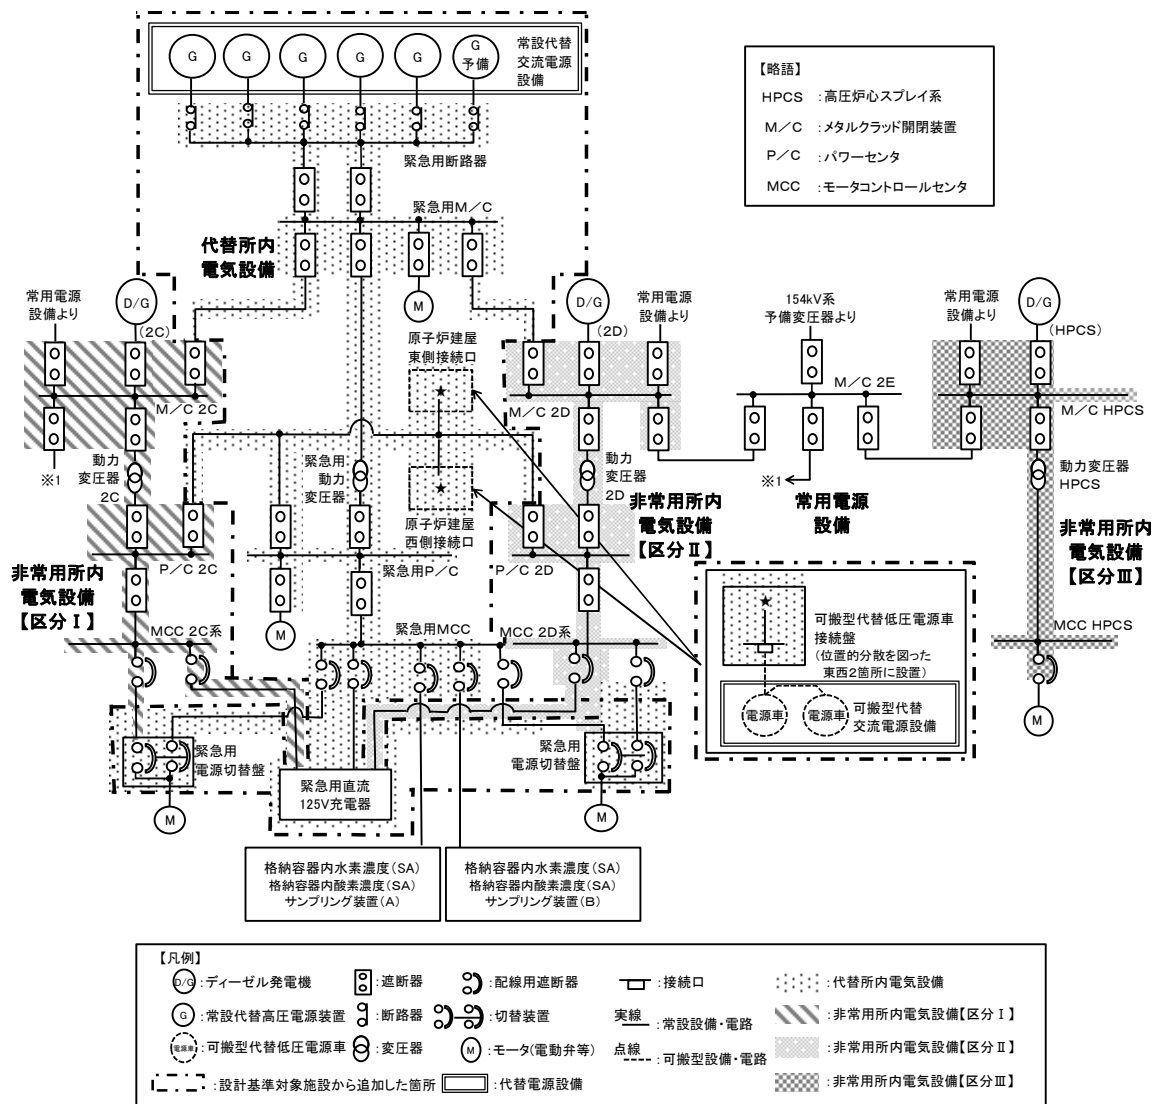 G
G
G
G
G
G
予備
常設代替
交流電源
設備
緊急用断路器
緊急用M/C
代替所内
電気設備
【略語】
HPCS :高圧炉心スプレイ系
M/C :メタルクラッド開閉装置
P/C :パワーセンタ
MCC :モータコントロールセンタ
常用電源
設備より
D/G
(2C)
M
原子炉建屋
東側接続口
★
D/G
(2D)
常用電源
設備より
154kV系
予備変圧器より
常用電源
設備より
D/G
(HPCS)
M/C 2C
M/C 2D
M/C 2E
M/C HPCS
※1
動力
変圧器
2C
緊急用
動力
変圧器
★
原子炉建屋
西側接続口
動力
変圧器
2D
※1
動力変圧器
HPCS
非常用所内
電気設備
【区分Ⅱ】
常用電源
設備
非常用所内
電気設備
【区分Ⅲ】
P/C 2C
緊急用P/C
P/C 2D
非常用所内
電気設備
【区分Ⅰ】
M
MCC 2C系
緊急用MCC
MCC 2D系
MCC HPCS
★
可搬型代替低圧電源車
接続盤
(位置的分散を図った
東西2箇所に設置)
電源車
電源車
可搬型代替
交流電源設備
M
緊急用
電源切替盤
緊急用直流
125V充電器
緊急用
電源切替盤
M
M
格納容器内水素濃度(SA)
格納容器内酸素濃度(SA)
サンプリング装置(A)
格納容器内水素濃度(SA)
格納容器内酸素濃度(SA)
サンプリング装置(B)
【凡例】
D/G :ディーゼル発電機
:遮断器
:配線用遮断器
:接続口
:代替所内電気設備
G :常設代替高圧電源装置
:断路器
:切替装置
実線 :常設設備・電路
:非常用所内電気設備【区分Ⅰ】
電源車 :可搬型代替低圧電源車
:変圧器
M :モータ(電動弁等)
点線 :可搬型設備・電路
:非常用所内電気設備【区分Ⅱ】
:設計基準対象施設から追加した箇所
:代替電源設備
:非常用所内電気設備【区分Ⅲ】